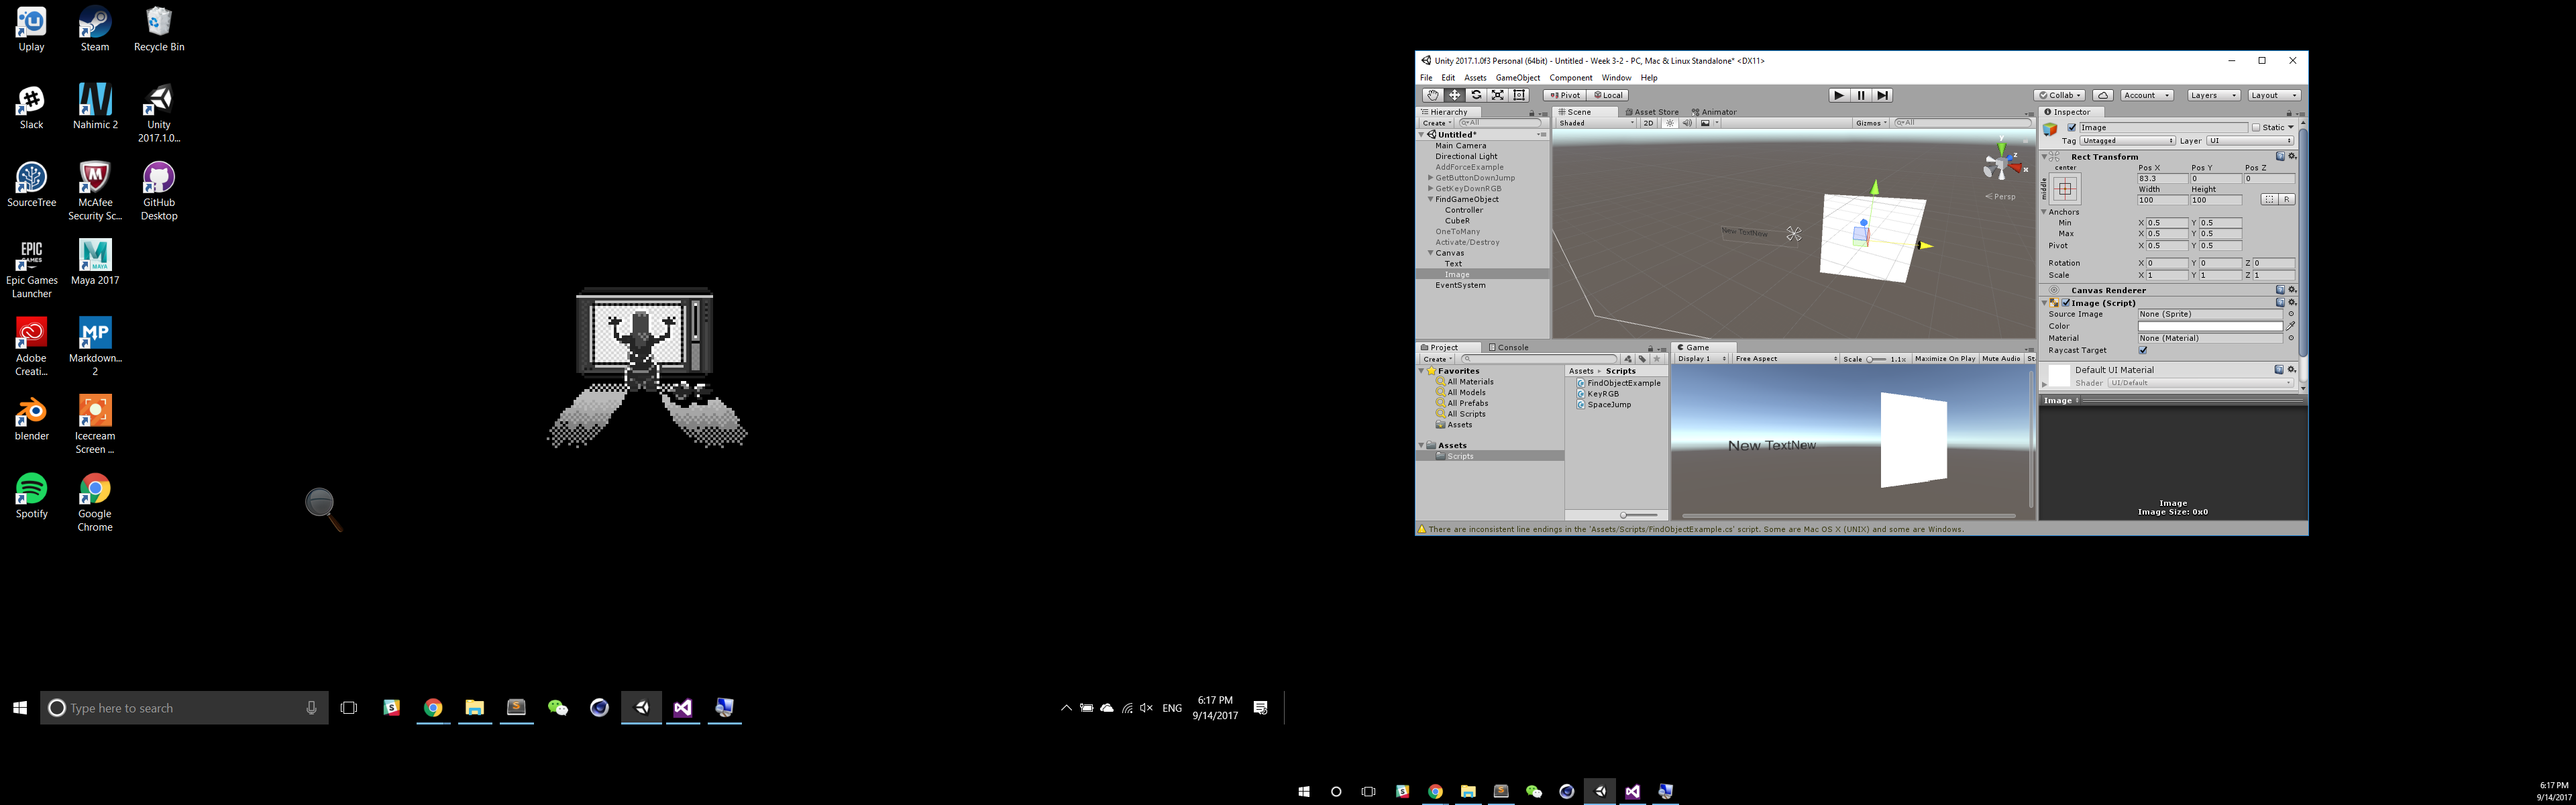 Uplay
Steam
Recycle Bin
Slack
Nahimic 2
Unity
2017.1.0...
SourceTree
McAfee
Security Sc...
GitHub
Desktop
EPIC
GAMES
Epic Games
Launcher
MAYA
Maya 2017
Adobe
Creati...
MP
Markdown...
2
blender
Icecream
Screen ...
Spotify
Google
Chrome
Type here to search
ENG
6:17 PM
9/14/2017
Unity 2017.1.0f3 Personal (64bit) - Untitled - Week 3-2 - PC, Mac & Linux Standalone* <DX11>
File Edit Assets GameObject Component Window Help
Pivot Local
Collab Account Layers Layout
Hierarchy
Create All
Untitled*
Main Camera
Directional Light
AddForceExample
GetButtonDownJump
GetKeyDownRGB
FindGameObject
Controller
CubeR
OneToMany
Activate/Destroy
Canvas
Text
Image
EventSystem
Scene Asset Store Animator
Shaded 2D Gizmos All
y
z
x
Persp
New TextNew
Project Console
Create
Favorites
All Materials
All Models
All Prefabs
All Scripts
Assets
Assets
Scripts
Assets Scripts
FindObjectExample
KeyRGB
SpaceJump
Game
Display 1 Free Aspect Scale 1.1x Maximize On Play Mute Audio St
New TextNew
Inspector
Image Static
Tag Untagged Layer UI
Rect Transform
center
middle
Pos X Pos Y Pos Z
83.3 0 0
Width Height
100 100
R
Anchors
Min X 0.5 Y 0.5
Max X 0.5 Y 0.5
Pivot X 0.5 Y 0.5
Rotation X 0 Y 0 Z 0
Scale X 1 Y 1 Z 1
Canvas Renderer
Image (Script)
Source Image None (Sprite)
Color
Material None (Material)
Raycast Target
Default UI Material
Shader UI/Default
Image
Image
Image Size: 0x0
There are inconsistent line endings in the 'Assets/Scripts/FindObjectExample.cs' script. Some are Mac OS X (UNIX) and some are Windows.
6:17 PM
9/14/2017